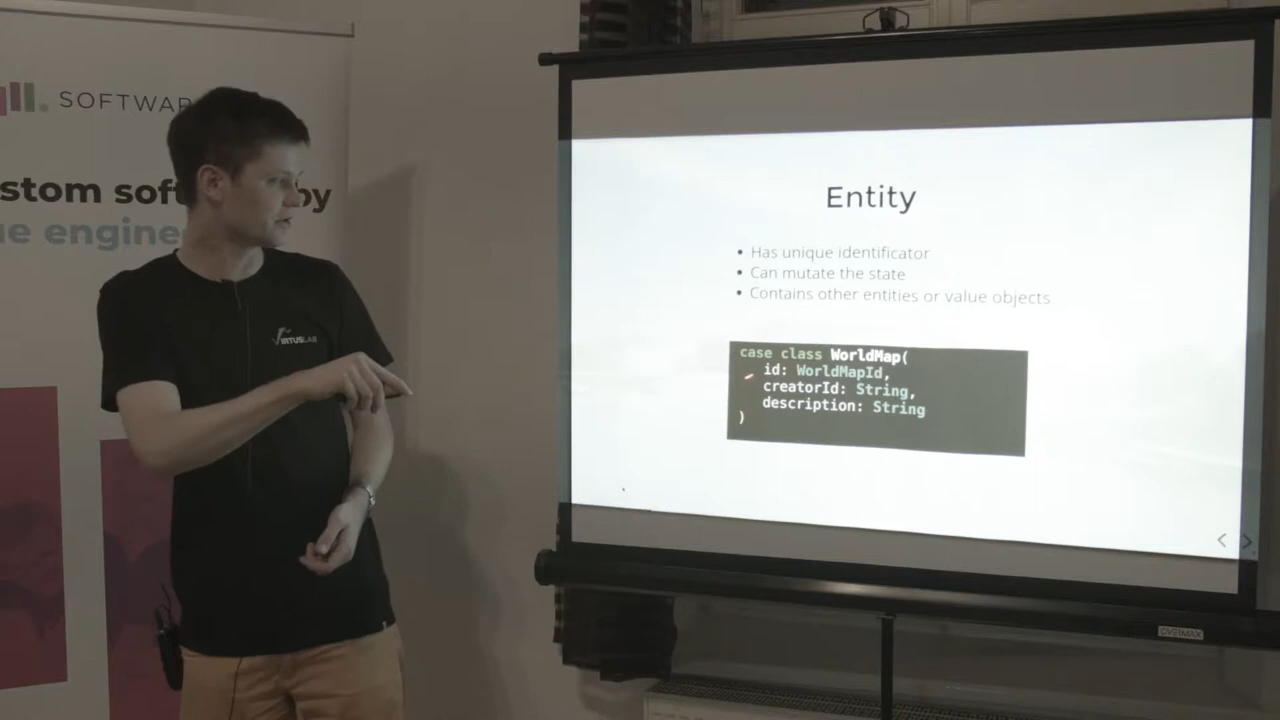 SOFTWAR
stom soft by
ue engine
VIRTUSLAB
Entity
• Has unique identificator
• Can mutate the state
• Contains other entities or value objects
case class WorldMap(
id: WorldMapId,
creatorId: String,
description: String
)
< >